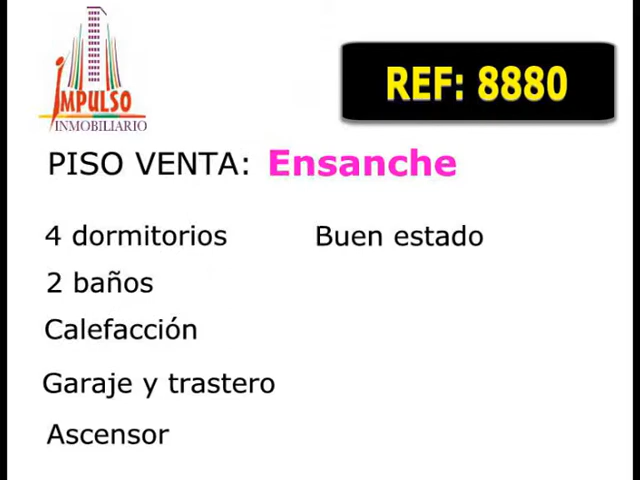 IMPULSO
INMOBILIARIO
REF: 8880
PISO VENTA: Ensanche
4 dormitorios
Buen estado
2 baños
Calefacción
Garaje y trastero
Ascensor